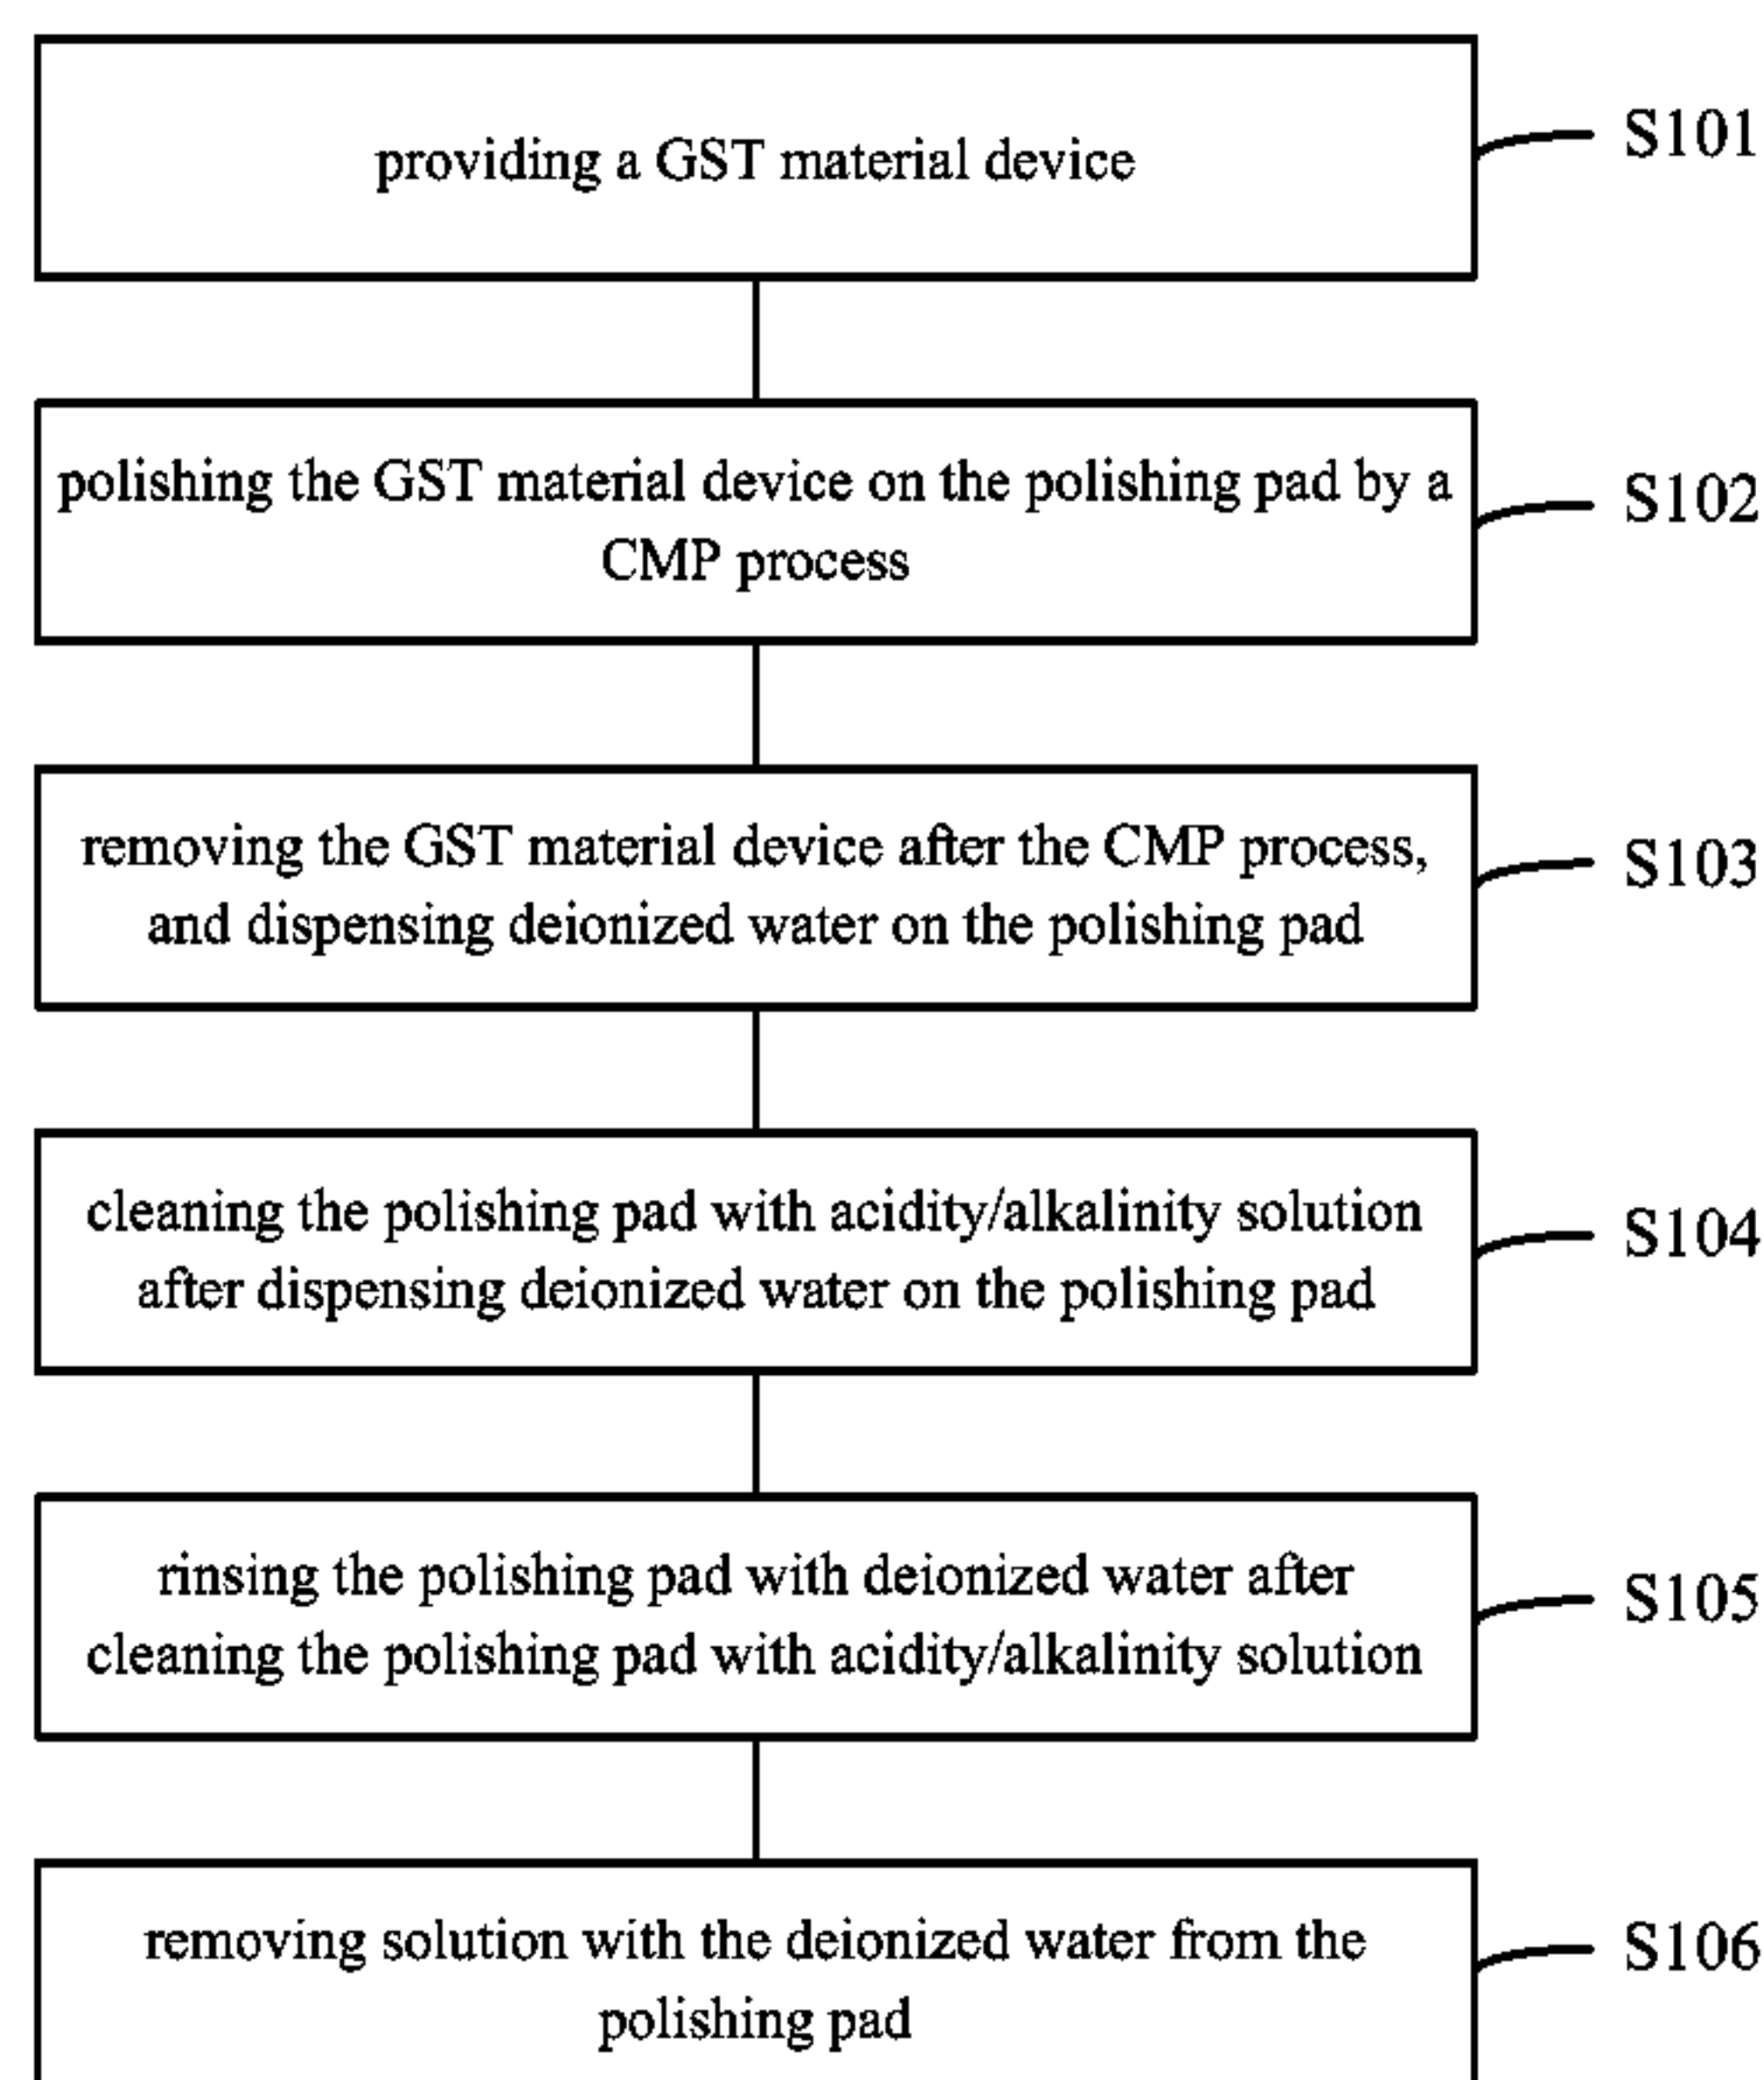 providing a GST material device
S101
polishing the GST material device on the polishing pad by a
CMP process
S102
removing the GST material device after the CMP process,
and dispensing deionized water on the polishing pad
S103
cleaning the polishing pad with acidity/alkalinity solution
after dispensing deionized water on the polishing pad
S104
rinsing the polishing pad with deionized water after
cleaning the polishing pad with acidity/alkalinity solution
S105
removing solution with the deionized water from the
polishing pad
S106